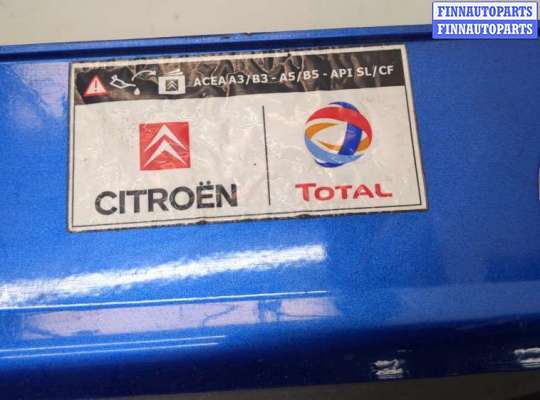 FINNAUTOPARTS
FINNAUTOPARTS
ACEA A3/B3 - A5/B5 - API SL/CF
CITROËN
TOTAL